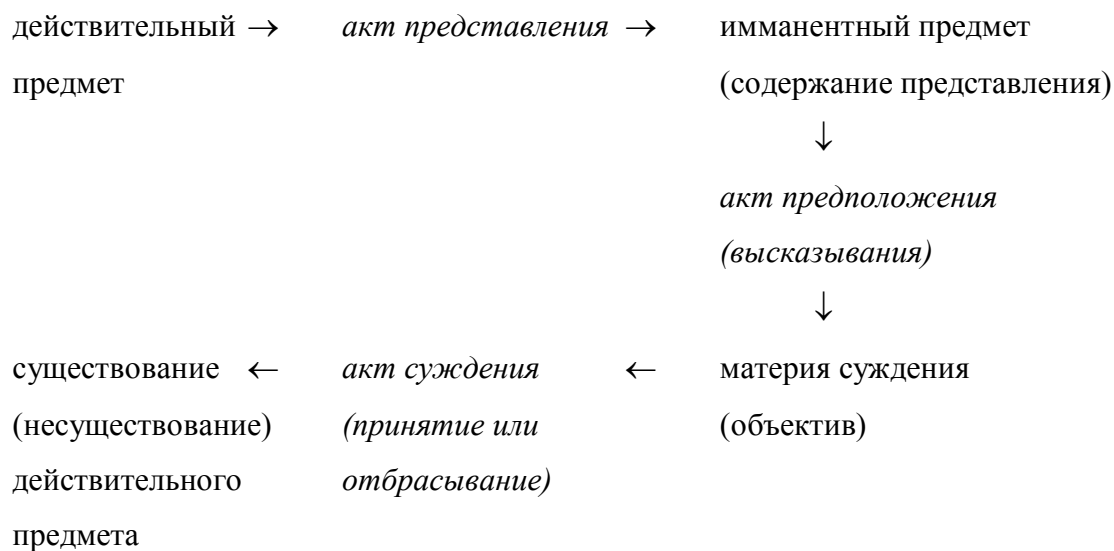 действительный → акт представления → имманентный предмет
предмет (содержание представления)
↓
акт предположения
(высказывания)
↓
существование ← акт суждения ← материя суждения
(несуществование) (принятие или (объектив)
действительного отбрасывание)
предмета